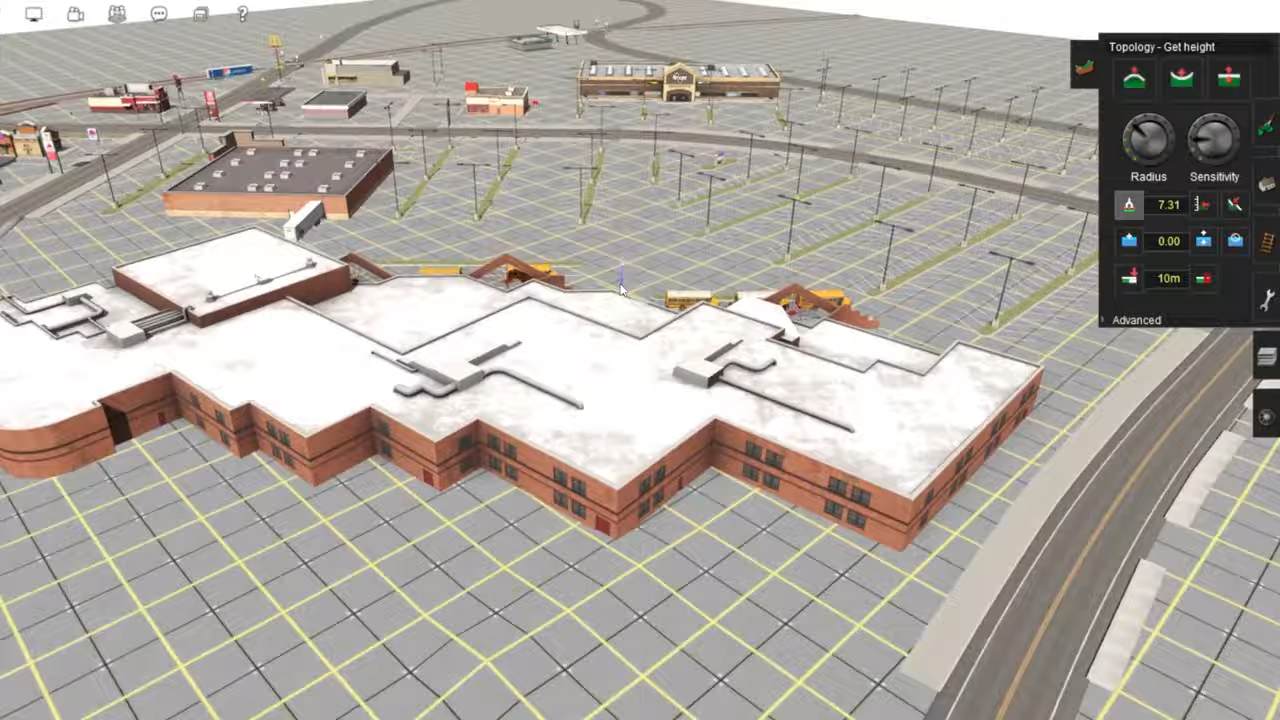 ?
Topology - Get height
Radius
Sensitivity
7.31
0.00
10m
Advanced